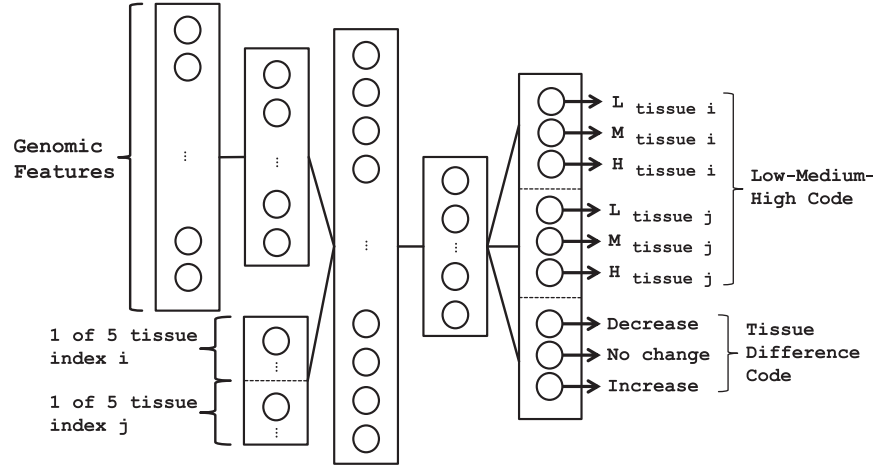 Genomic
Features
1 of 5 tissue
index i
1 of 5 tissue
index j
L tissue i
M tissue i
H tissue i
L tissue j
M tissue j
H tissue j
Decrease
No change
Increase
Low-Medium-
High Code
Tissue
Difference
Code